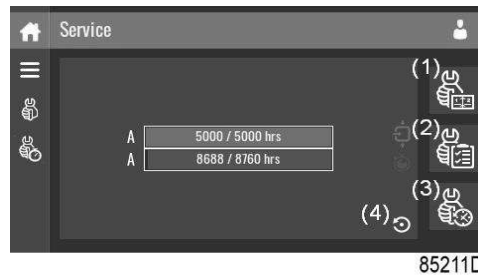 Service
(1)
(2)
A 5000 / 5000 hrs
A 8688 / 8760 hrs
(3)
(4)
85211D